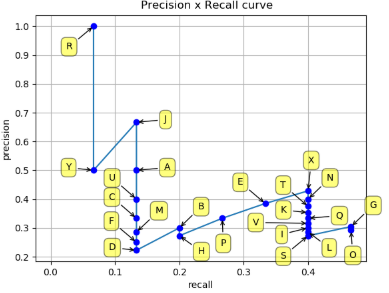 Precision x Recall curve
1.0
R
0.9
0.8
0.7
J
0.6
precision
0.5
Y
A
X
U
E
T
N
0.4
C
K
Q
G
B
M
F
V
0.3
I
D
H
P
S
L
O
0.2
0.0
0.1
0.2
0.3
0.4
recall